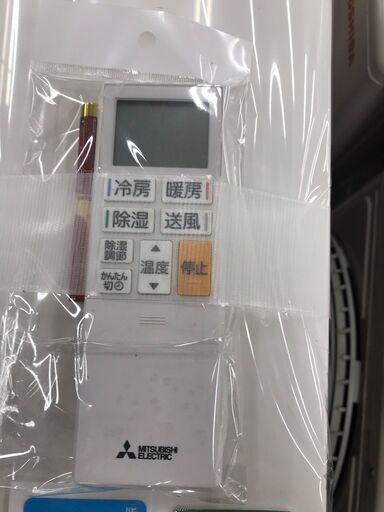 冷房 暖房
除湿 送風
除湿
調節
温度
停止
かんたん
切
MITSUBISHI
ELECTRIC